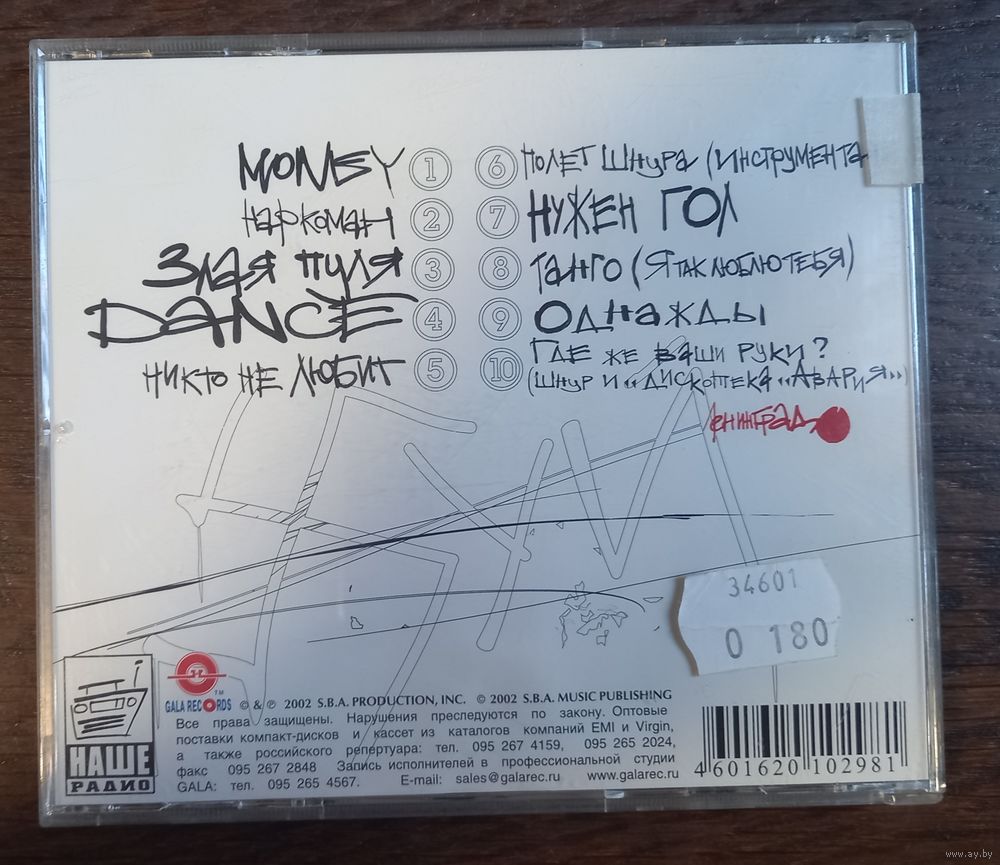 MONEY 1
Наркоман 2
Злая пуля 3
DANCE 4
Никто не любит 5
6 Полет Шнура (Инструмента
7 Нужен гол
8 Танго (Я так люблю тебя)
9 Однажды
10 Где же ваши руки?
(Шнур и «Дискотека «Авария»)
Ленинград
34601
0 180
НАШЕ
РАДИО
GALA RECORDS TM
© & ℗ 2002 S.B.A. PRODUCTION, INC. © 2002 S.B.A. MUSIC PUBLISHING
Все права защищены. Нарушения преследуются по закону. Оптовые
поставки компакт-дисков и кассет из каталогов компаний EMI и Virgin,
а также российского репертуара: тел. 095 267 4159, 095 265 2024,
факс 095 267 2848 Запись исполнителей в профессиональной студии
GALA: тел. 095 265 4567. E-mail: sales@galarec.ru www.galarec.ru
4 601620 102981
www.ay.by